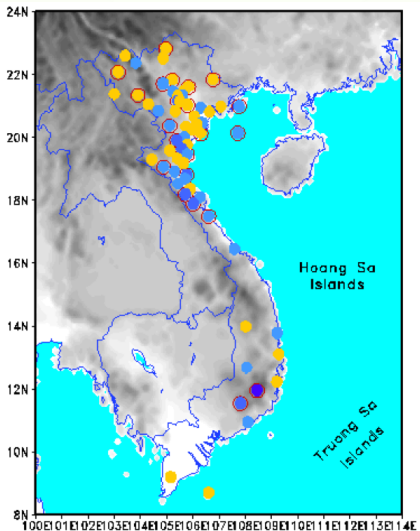 24N
22N
20N
18N
16N
14N
12N
10N
8N
Hoang Sa
Islands
Truong Sa
Islands
100E101E102E103E104E105E106E107E108E109E110E111E112E113E114E